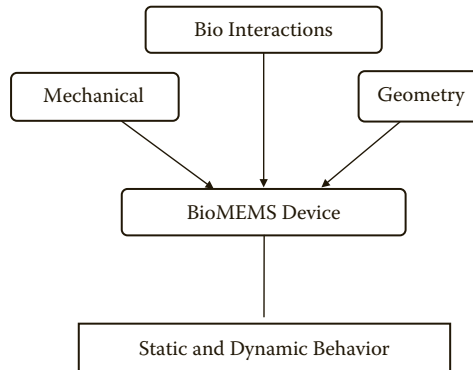 Bio Interactions
Mechanical
Geometry
BioMEMS Device
Static and Dynamic Behavior